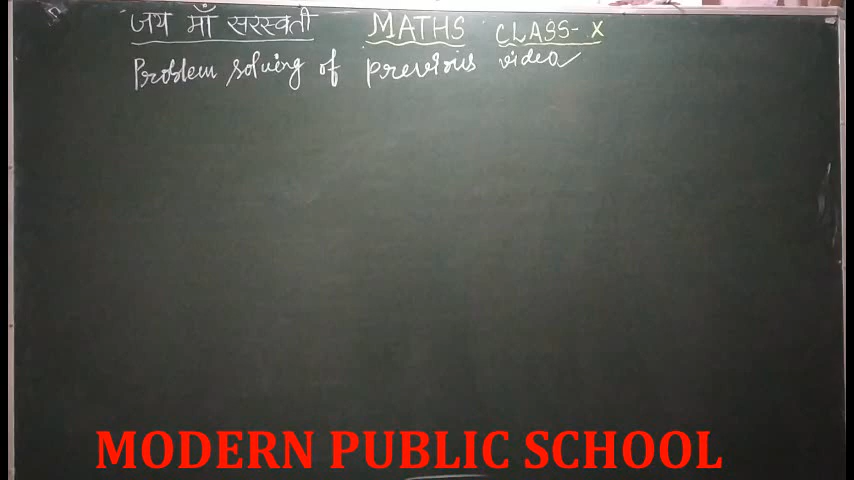 जय माँ सरस्वती MATHS CLASS-X
Problem solving of previous video
MODERN PUBLIC SCHOOL